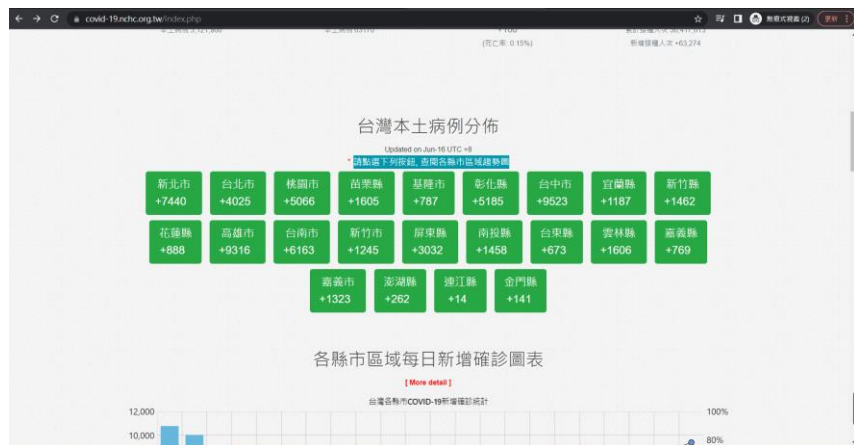 covid-19.nchc.org.tw/index.php
無痕式視窗 (2)
更新
(死亡率: 0.15%)
新增接種人次 +63,274
台灣本土病例分佈
Updated on Jun-16 UTC +8
* 請點選下列按鈕, 查閱各縣市區域趨勢圖
新北市 台北市 桃園市 苗栗縣 基隆市 彰化縣 台中市 宜蘭縣 新竹縣
+7440 +4025 +5066 +1605 +787 +5185 +9523 +1187 +1462
花蓮縣 高雄市 台南市 新竹市 屏東縣 南投縣 台東縣 雲林縣 嘉義縣
+888 +9316 +6163 +1245 +3032 +1458 +673 +1606 +769
嘉義市 澎湖縣 連江縣 金門縣
+1323 +262 +14 +141
各縣市區域每日新增確診圖表
[ More detail ]
台灣各縣市COVID-19新增確診統計
12,000 100%
10,000 80%